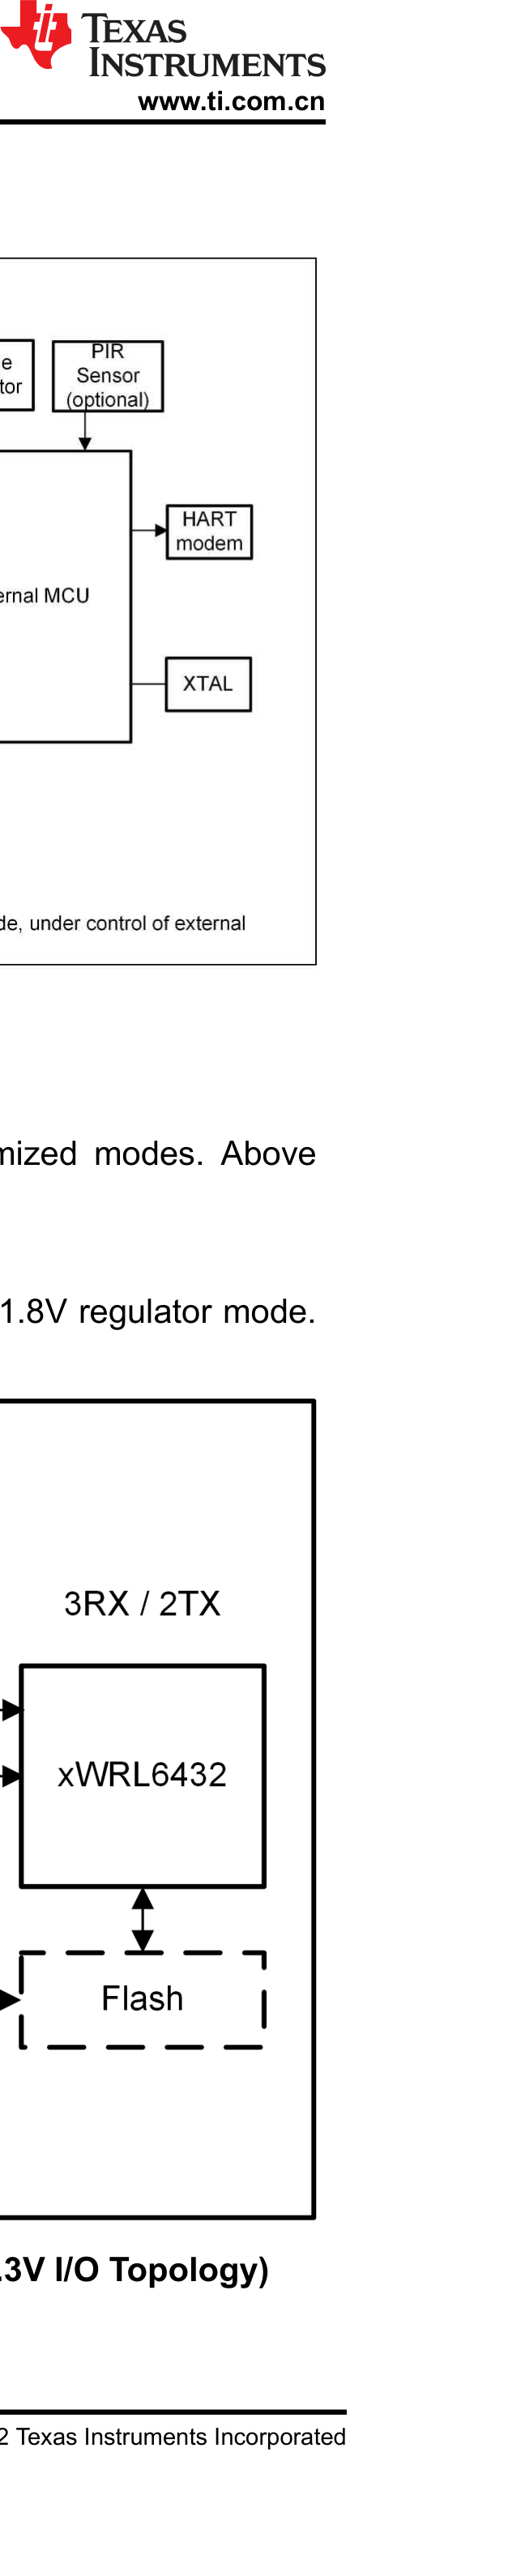 TEXAS
INSTRUMENTS
www.ti.com.cn
e
tor
PIR
Sensor
(optional)
HART
modem
ernal MCU
XTAL
de, under control of external
mized modes. Above
1.8V regulator mode.
3RX / 2TX
xWRL6432
Flash
.3V I/O Topology)
2 Texas Instruments Incorporated